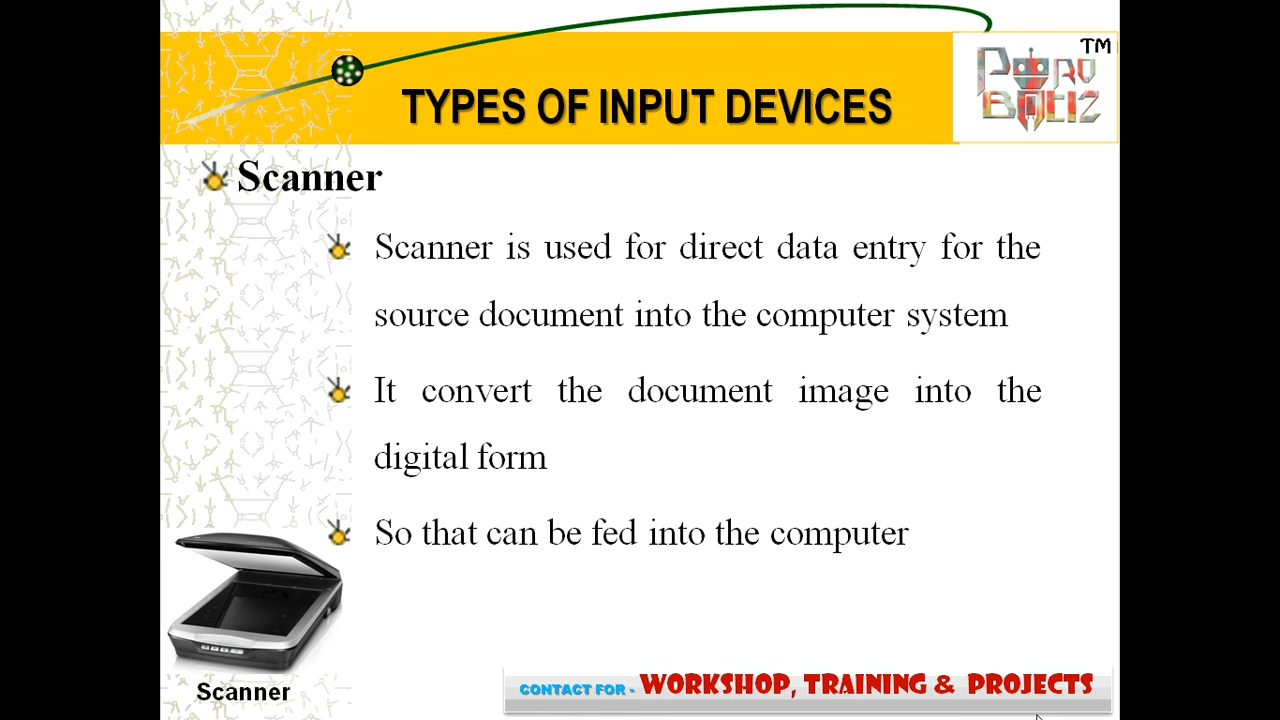 TM
PORO
BOTIZ
TYPES OF INPUT DEVICES
Scanner
Scanner is used for direct data entry for the
source document into the computer system
It convert the document image into the
digital form
So that can be fed into the computer
Scanner
CONTACT FOR - WORKSHOP, TRAINING & PROJECTS